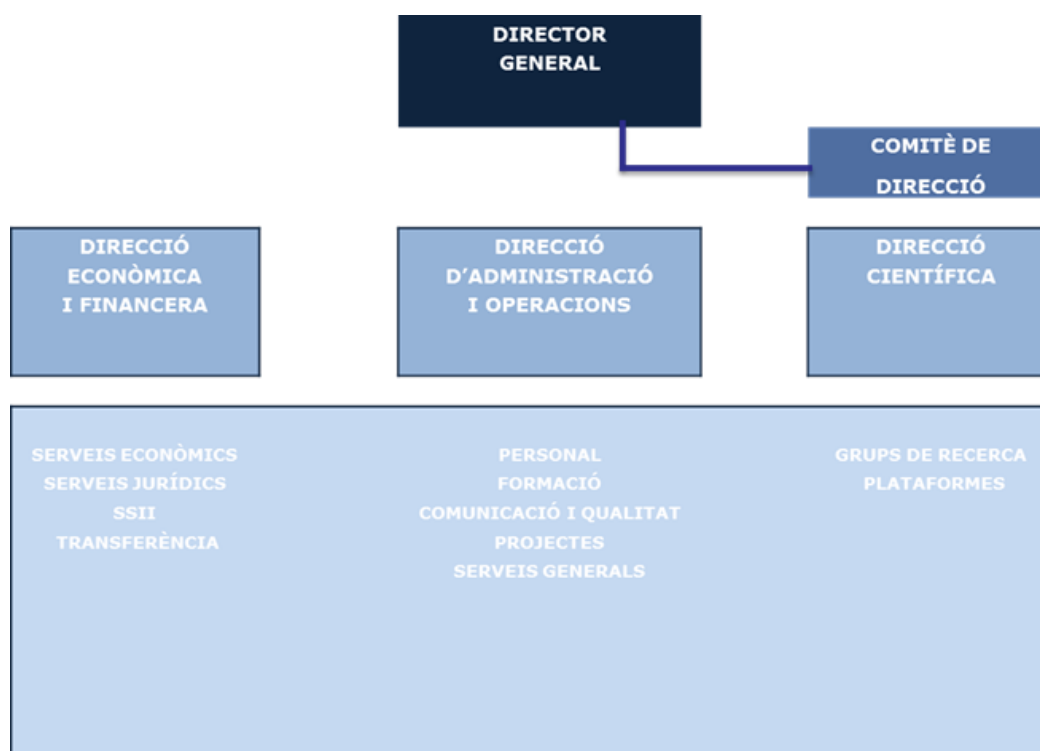 DIRECTOR
GENERAL
COMITÈ DE
DIRECCIÓ
DIRECCIÓ
ECONÒMICA
I FINANCERA
DIRECCIÓ
D’ADMINISTRACIÓ
I OPERACIONS
DIRECCIÓ
CIENTÍFICA
SERVEIS ECONÒMICS
SERVEIS JURÍDICS
SSII
TRANSFERÈNCIA
PERSONAL
FORMACIÓ
COMUNICACIÓ I QUALITAT
PROJECTES
SERVEIS GENERALS
GRUPS DE RECERCA
PLATAFORMES